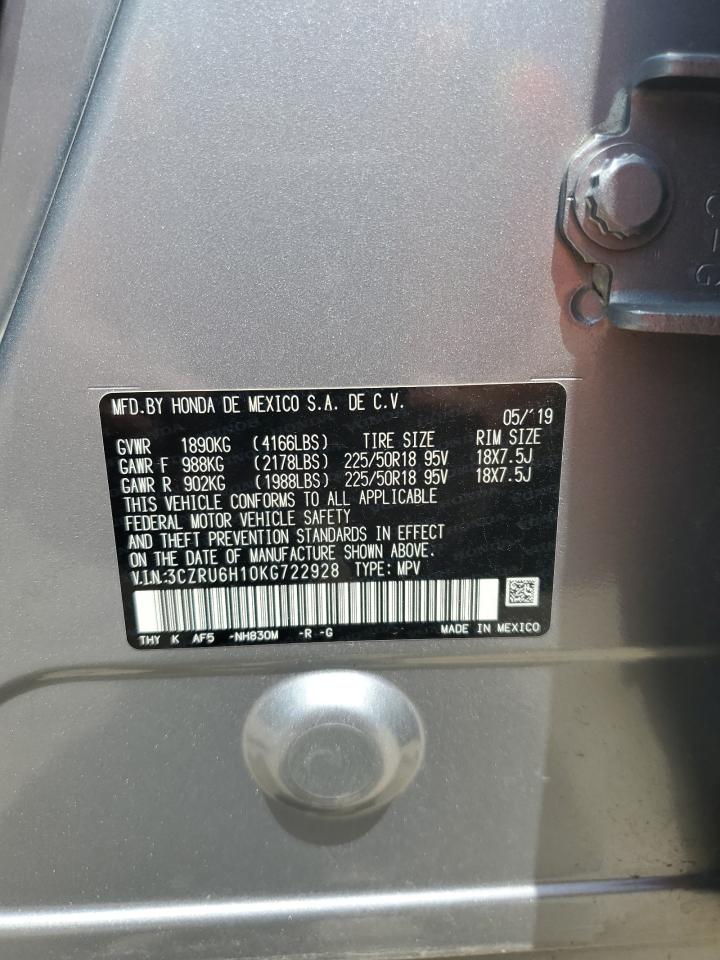 MFD.BY HONDA DE MEXICO S.A. DE C.V.
05/'19
GVWR 1890KG (4166LBS) TIRE SIZE RIM SIZE
GAWR F 988KG (2178LBS) 225/50R18 95V 18X7.5J
GAWR R 902KG (1988LBS) 225/50R18 95V 18X7.5J
THIS VEHICLE CONFORMS TO ALL APPLICABLE
FEDERAL MOTOR VEHICLE SAFETY
AND THEFT PREVENTION STANDARDS IN EFFECT
ON THE DATE OF MANUFACTURE SHOWN ABOVE.
V.I.N:3CZRU6H10KG722928 TYPE: MPV
THY K AF5 -NH830M -R -G MADE IN MEXICO